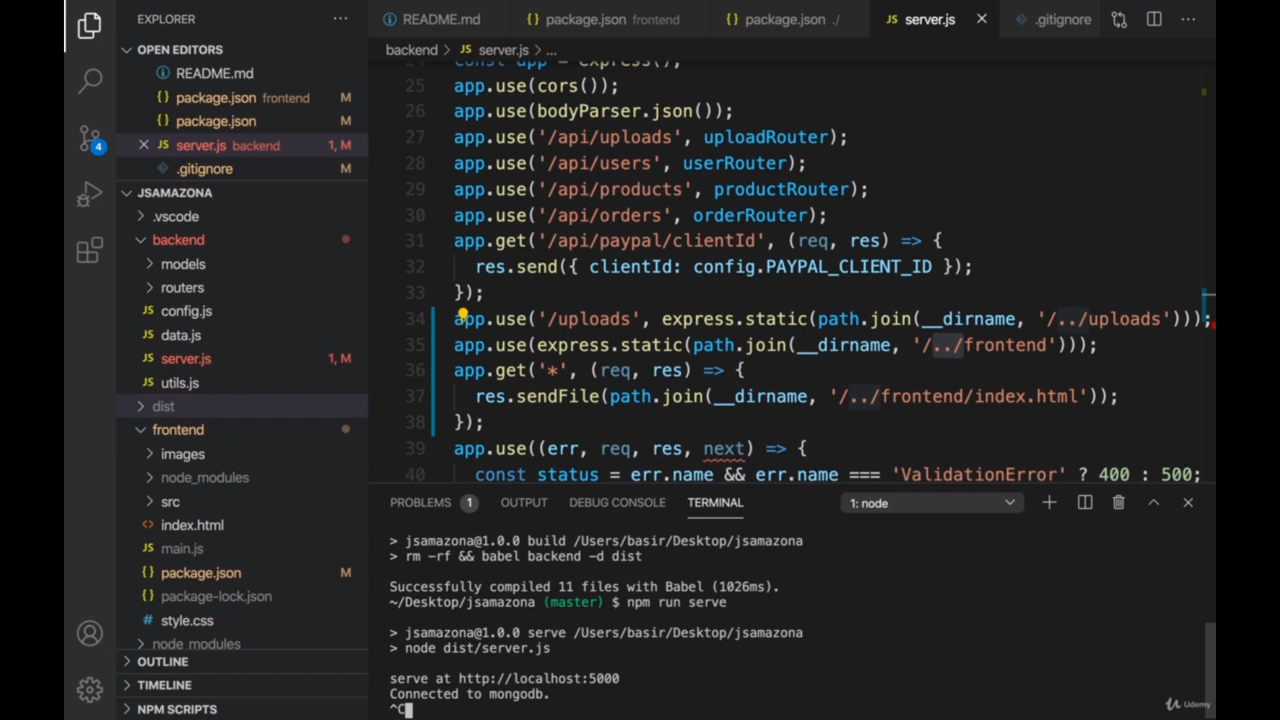 EXPLORER
README.md
package.json frontend
package.json ./
JS server.js
.gitignore
OPEN EDITORS
README.md
package.json frontend M
package.json M
JS server.js backend 1, M
.gitignore M
JSAMAZONA
.vscode
backend
models
routers
JS config.js
JS data.js
JS server.js 1, M
JS utils.js
dist
frontend
images
node_modules
src
index.html
JS main.js
package.json M
package-lock.json
style.css
node modules
OUTLINE
TIMELINE
NPM SCRIPTS
4
backend > JS server.js > ...
24 const app = express();
25 app.use(cors());
26 app.use(bodyParser.json());
27 app.use('/api/uploads', uploadRouter);
28 app.use('/api/users', userRouter);
29 app.use('/api/products', productRouter);
30 app.use('/api/orders', orderRouter);
31 app.get('/api/paypal/clientId', (req, res) => {
32 res.send({ clientId: config.PAYPAL_CLIENT_ID });
33 });
34 app.use('/uploads', express.static(path.join(__dirname, '/../uploads')));
35 app.use(express.static(path.join(__dirname, '/../frontend')));
36 app.get('*', (req, res) => {
37 res.sendFile(path.join(__dirname, '/../frontend/index.html'));
38 });
39 app.use((err, req, res, next) => {
40 const status = err.name && err.name === 'ValidationError' ? 400 : 500;
PROBLEMS 1 OUTPUT DEBUG CONSOLE TERMINAL 1: node
> jsamazona@1.0.0 build /Users/basir/Desktop/jsamazona
> rm -rf && babel backend -d dist
Successfully compiled 11 files with Babel (1026ms).
~/Desktop/jsamazona (master) $ npm run serve
> jsamazona@1.0.0 serve /Users/basir/Desktop/jsamazona
> node dist/server.js
serve at http://localhost:5000
Connected to mongodb.
^C
Udemy